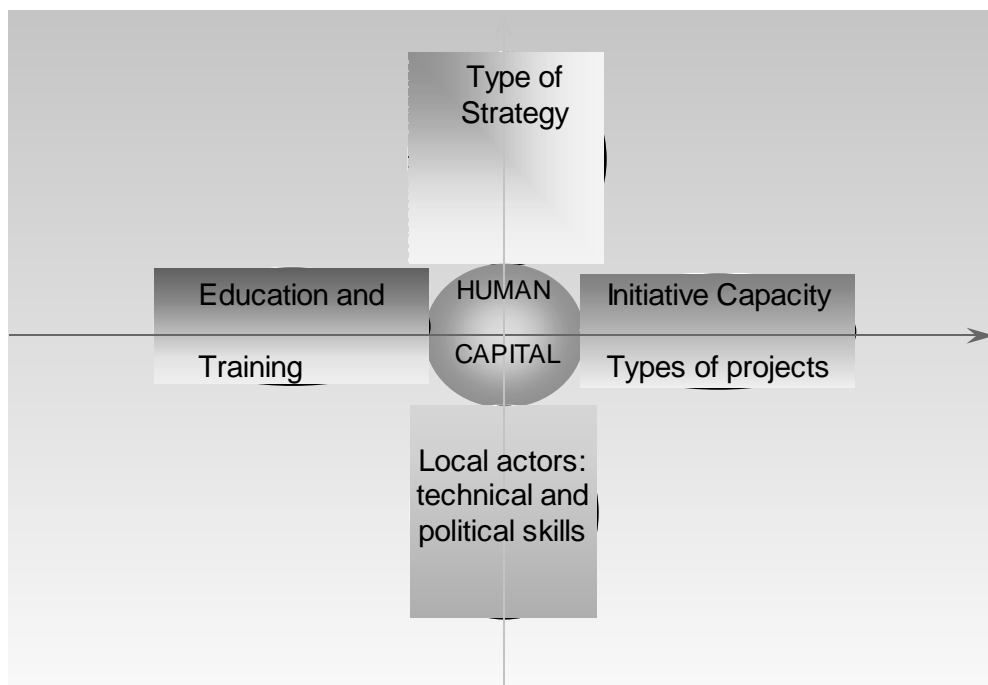 Type of
Strategy
Education and
Training
HUMAN
CAPITAL
Initiative Capacity
Types of projects
Local actors:
technical and
political skills